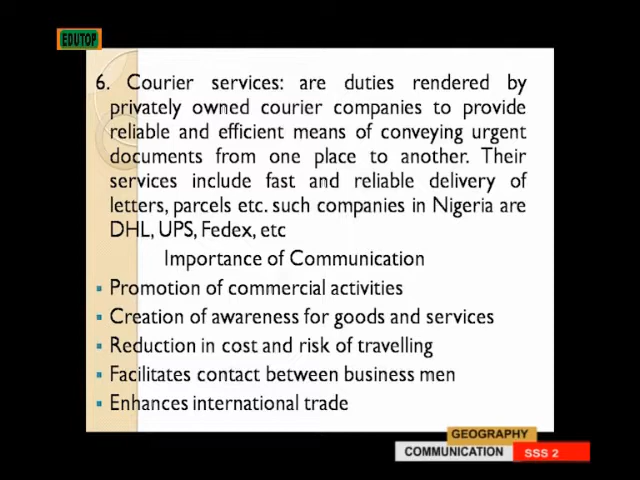 EDUTOP
6. Courier services: are duties rendered by
privately owned courier companies to provide
reliable and efficient means of conveying urgent
documents from one place to another. Their
services include fast and reliable delivery of
letters, parcels etc. such companies in Nigeria are
DHL, UPS, Fedex, etc
Importance of Communication
▪ Promotion of commercial activities
▪ Creation of awareness for goods and services
▪ Reduction in cost and risk of travelling
▪ Facilitates contact between business men
▪ Enhances international trade
GEOGRAPHY
COMMUNICATION SSS 2